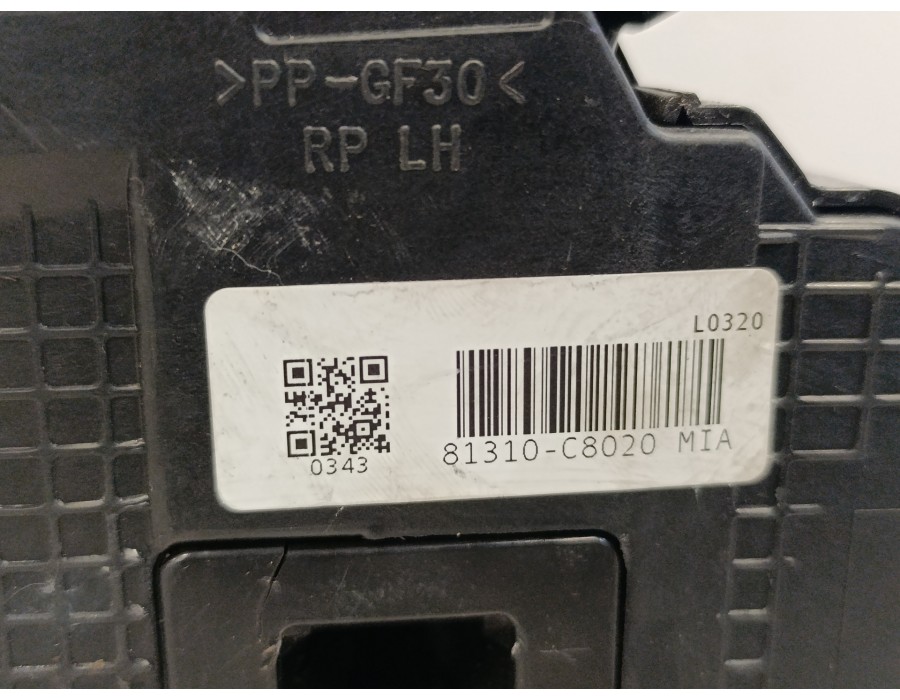 >PP-GF30<
RP LH
L0320
0343
81310-C8020 MIA